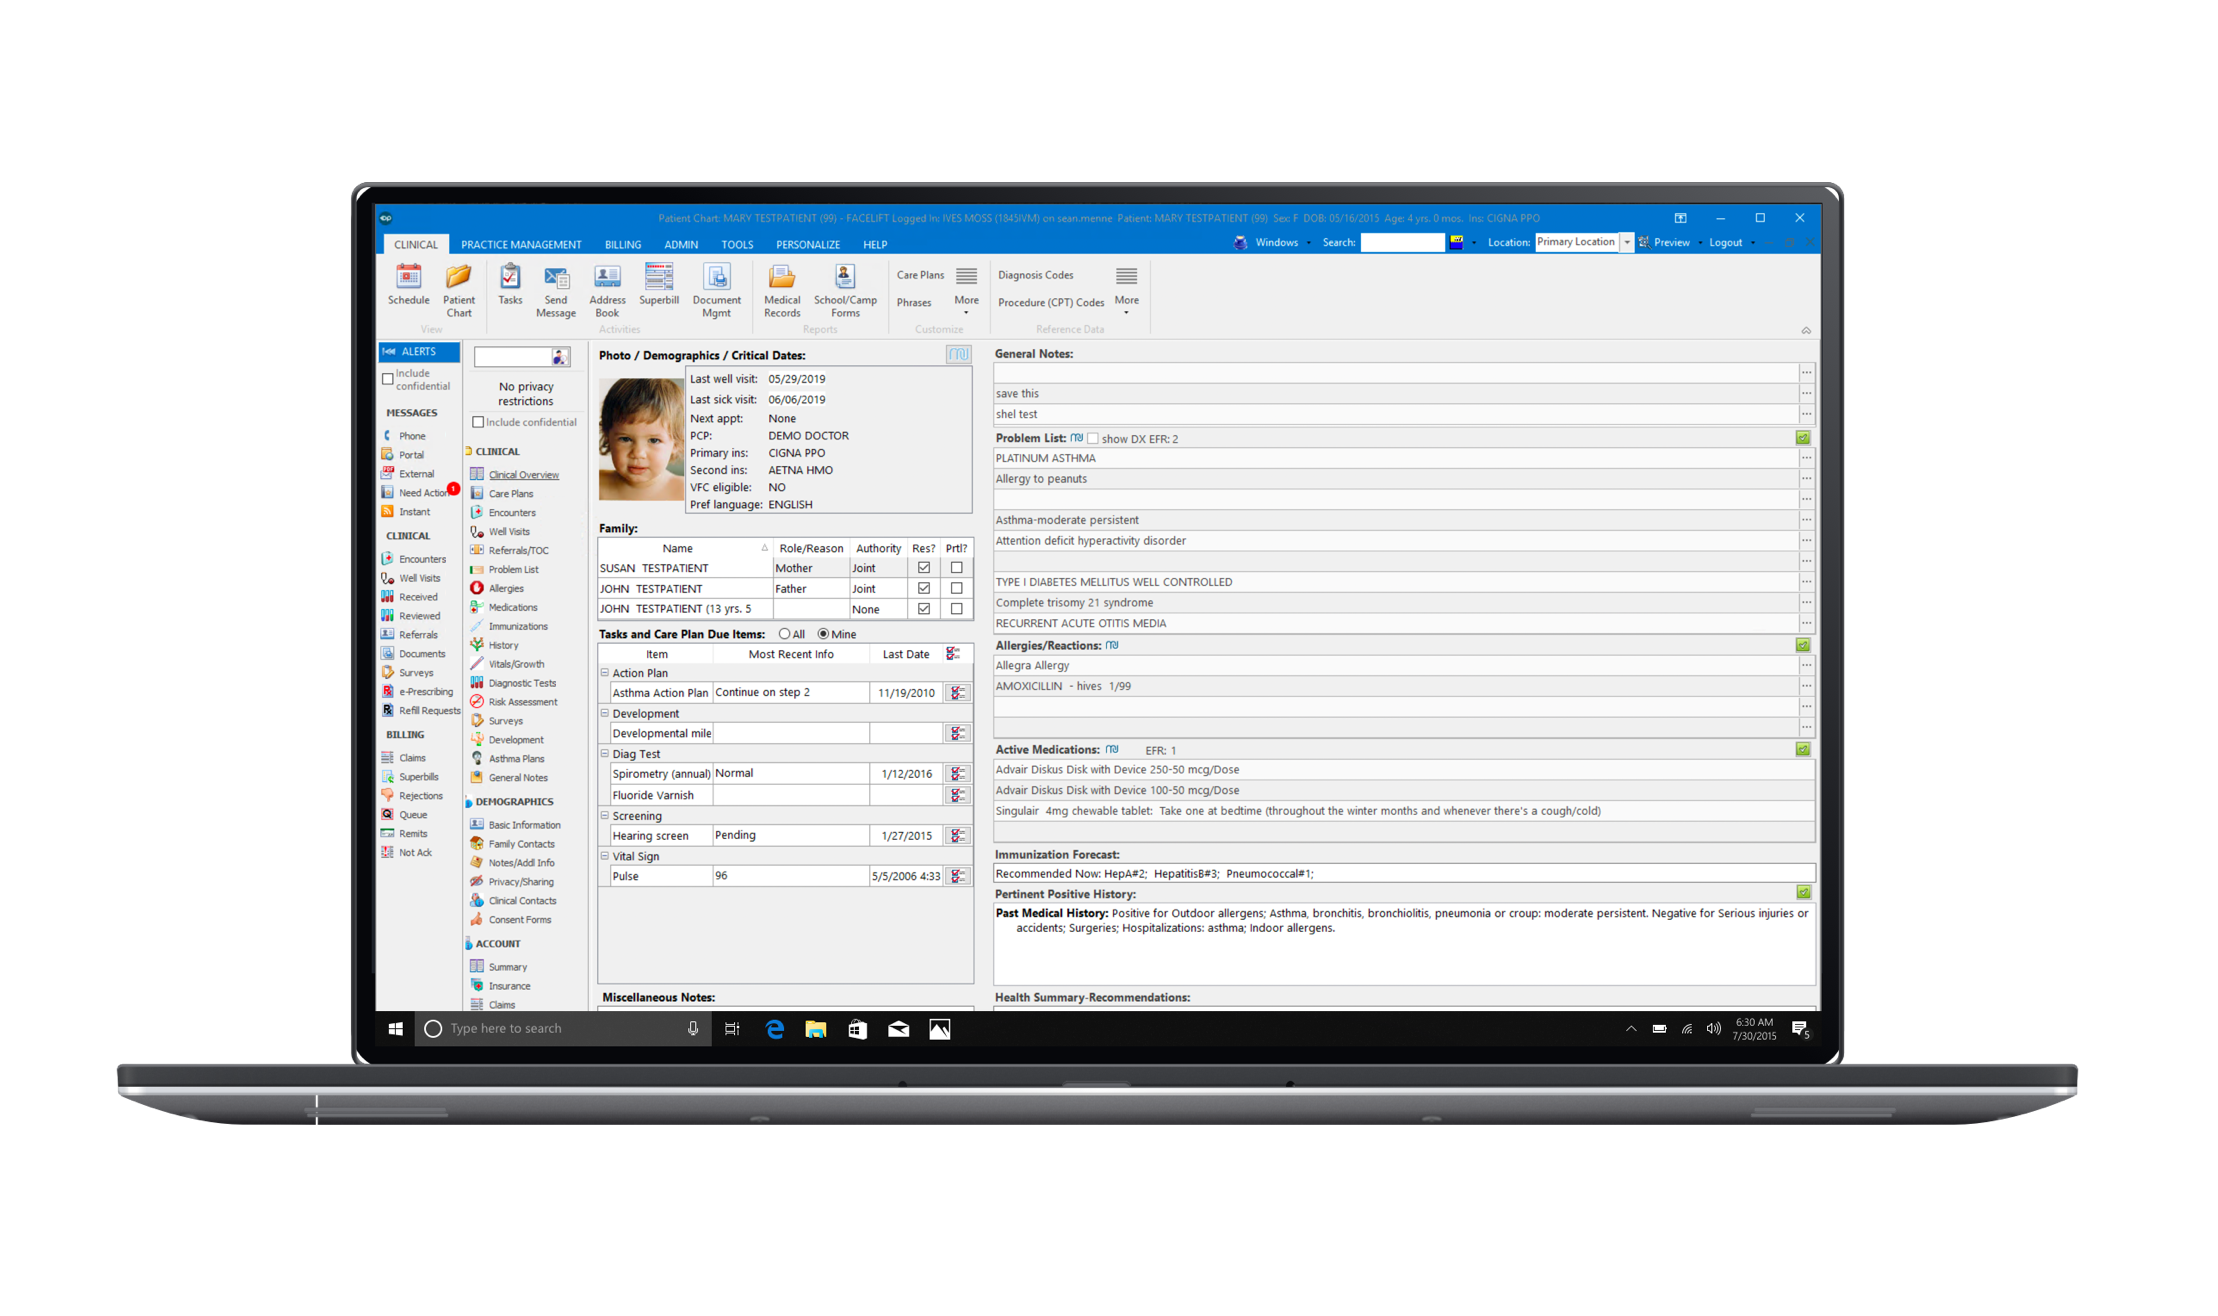 Patient Chart: MARY TESTPATIENT (99) - FACELIFT Logged In: IVES MOSS (1845IVM) on sean.menne Patient: MARY TESTPATIENT (99) Sex: F DOB: 05/16/2015 Age: 4 yrs. 0 mos. Ins: CIGNA PPO
CLINICAL PRACTICE MANAGEMENT BILLING ADMIN TOOLS PERSONALIZE HELP
Windows Search: Location: Primary Location Preview Logout
Schedule
Patient Chart
Tasks
Send Message
Address Book
Superbill
Document Mgmt
Medical Records
School/Camp Forms
Care Plans
Phrases
More
Diagnosis Codes
Procedure (CPT) Codes
More
View
Activities
Reports
Customize
Reference Data
ALERTS
Include confidential
MESSAGES
Phone
Portal
External
Need Action 1
Instant
CLINICAL
Encounters
Well Visits
Received
Reviewed
Referrals
Documents
Surveys
e-Prescribing
Refill Requests
BILLING
Claims
Superbills
Rejections
Queue
Remits
Not Ack
No privacy
restrictions
Include confidential
CLINICAL
Clinical Overview
Care Plans
Encounters
Well Visits
Referrals/TOC
Problem List
Allergies
Medications
Immunizations
History
Vitals/Growth
Diagnostic Tests
Risk Assessment
Surveys
Development
Asthma Plans
General Notes
DEMOGRAPHICS
Basic Information
Family Contacts
Notes/Addl Info
Privacy/Sharing
Clinical Contacts
Consent Forms
ACCOUNT
Summary
Insurance
Claims
Photo / Demographics / Critical Dates:
Last well visit: 05/29/2019
Last sick visit: 06/06/2019
Next appt: None
PCP: DEMO DOCTOR
Primary ins: CIGNA PPO
Second ins: AETNA HMO
VFC eligible: NO
Pref language: ENGLISH
Family:
Name Role/Reason Authority Res? Prtl?
SUSAN TESTPATIENT Mother Joint
JOHN TESTPATIENT Father Joint
JOHN TESTPATIENT (13 yrs. 5 None
Tasks and Care Plan Due Items: All Mine
Item Most Recent Info Last Date
Action Plan
Asthma Action Plan Continue on step 2 11/19/2010
Development
Developmental mile
Diag Test
Spirometry (annual) Normal 1/12/2016
Fluoride Varnish
Screening
Hearing screen Pending 1/27/2015
Vital Sign
Pulse 96 5/5/2006 4:33
Miscellaneous Notes:
General Notes:
save this
shel test
Problem List: show DX EFR: 2
PLATINUM ASTHMA
Allergy to peanuts
Asthma-moderate persistent
Attention deficit hyperactivity disorder
TYPE I DIABETES MELLITUS WELL CONTROLLED
Complete trisomy 21 syndrome
RECURRENT ACUTE OTITIS MEDIA
Allergies/Reactions:
Allegra Allergy
AMOXICILLIN - hives 1/99
Active Medications: EFR: 1
Advair Diskus Disk with Device 250-50 mcg/Dose
Advair Diskus Disk with Device 100-50 mcg/Dose
Singulair 4mg chewable tablet: Take one at bedtime (throughout the winter months and whenever there's a cough/cold)
Immunization Forecast:
Recommended Now: HepA#2; HepatitisB#3; Pneumococcal#1;
Pertinent Positive History:
Past Medical History: Positive for Outdoor allergens; Asthma, bronchitis, bronchiolitis, pneumonia or croup: moderate persistent. Negative for Serious injuries or
accidents; Surgeries; Hospitalizations: asthma; Indoor allergens.
Health Summary-Recommendations:
Type here to search
6:30 AM
7/30/2015
5